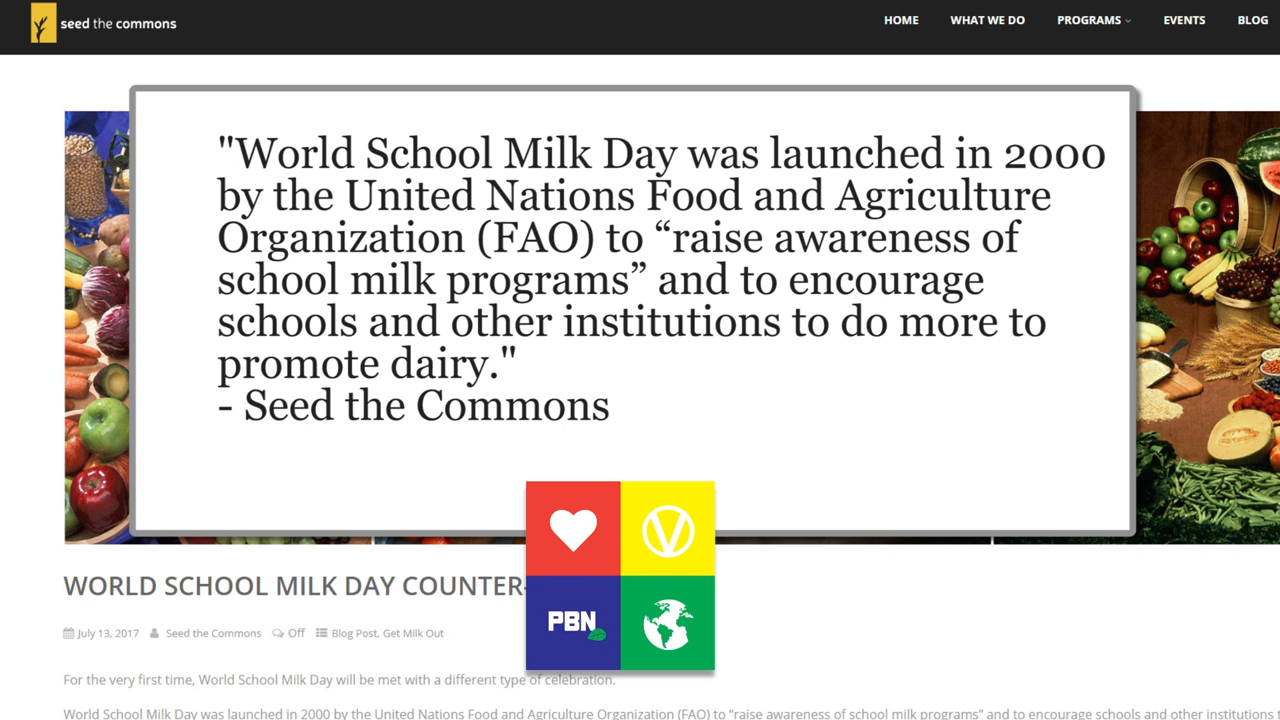 seed the commons
HOME WHAT WE DO PROGRAMS EVENTS BLOG
"World School Milk Day was launched in 2000
by the United Nations Food and Agriculture
Organization (FAO) to “raise awareness of
school milk programs” and to encourage
schools and other institutions to do more to
promote dairy."
- Seed the Commons
V
PBN
WORLD SCHOOL MILK DAY COUNTER-
July 13, 2017 Seed the Commons Off Blog Post, Get Milk Out
For the very first time, World School Milk Day will be met with a different type of celebration.
World School Milk Day was launched in 2000 by the United Nations Food and Agriculture Organization (FAO) to “raise awareness of school milk programs” and to encourage schools and other institutions